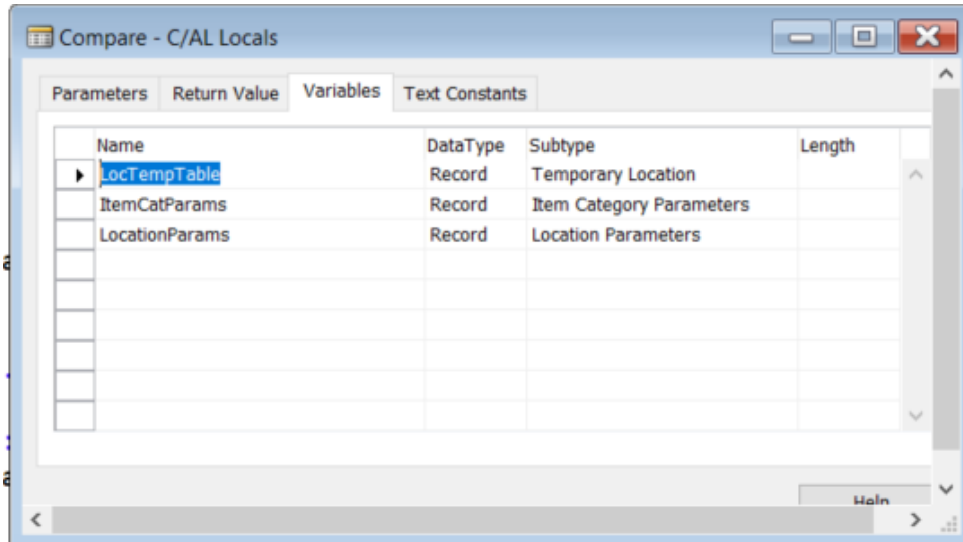 Compare - C/AL Locals
Parameters Return Value Variables Text Constants
Name DataType Subtype Length
LocTempTable Record Temporary Location
ItemCatParams Record Item Category Parameters
LocationParams Record Location Parameters
Help